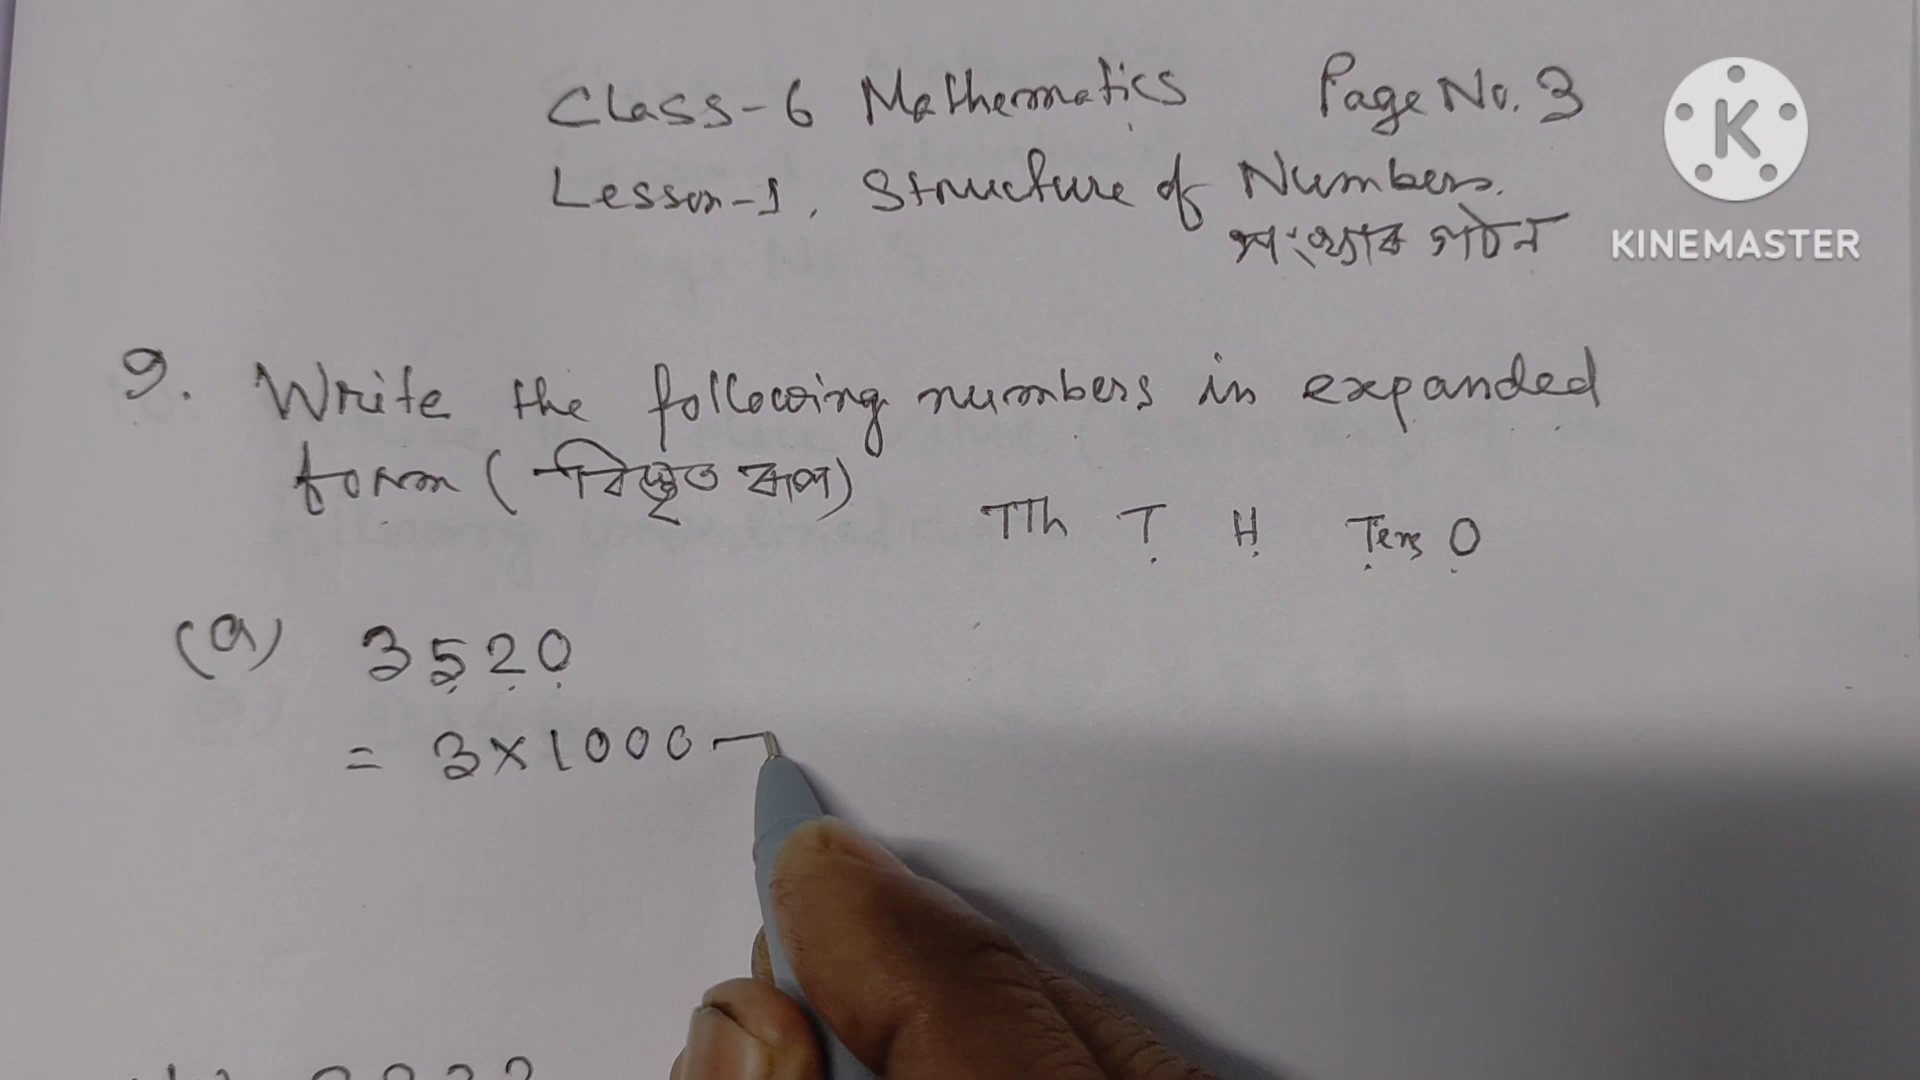 Class-6 Mathematics Page No. 3
Lesson-1, Structure of Numbers.
সংখ্যার গঠন
KINEMASTER
9. Write the following numbers in expanded
form (বিস্তৃত রূপ)
TTh T H Tens O
(a) 3520
= 3×1000